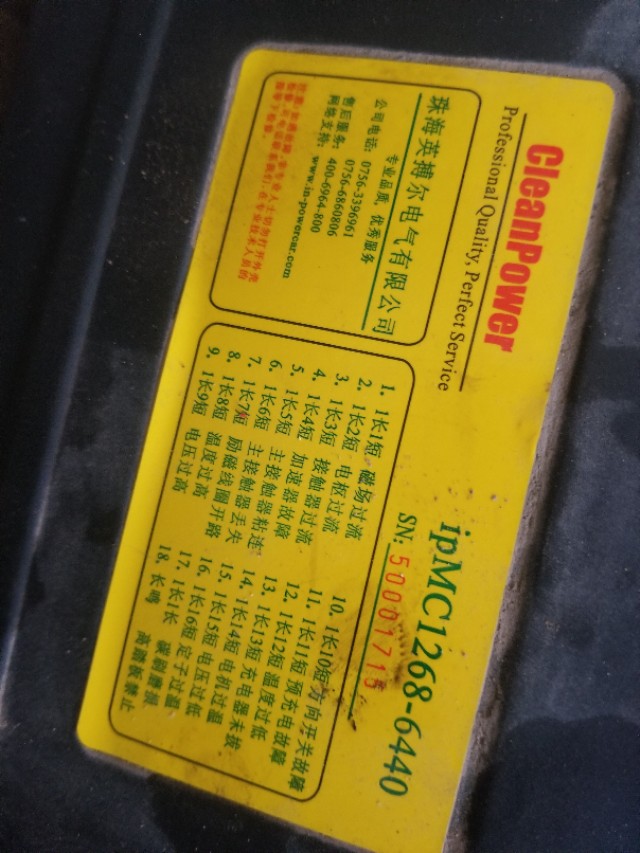 CleanPower
Professional Quality, Perfect Service
珠海英搏尔电气有限公司
专业品质，优秀服务
公司电话：0756-3396961
售后服务：0756-6860806
400-6964-800
网络支持：www.in-powercar.com
ipMC1268-6440
SN: 50001715
1. 1长1短 磁场过流
2. 1长2短 电枢过流
3. 1长3短 接触器过流
4. 1长4短 加速器故障
5. 1长5短 主接触器粘连
6. 1长6短 主接触器丢失
7. 1长7短 励磁线圈开路
8. 1长8短 温度过高
9. 1长9短 电压过高
10. 1长10短 方向开关故障
11. 1长11短 预充电故障
12. 1长12短 温度过低
13. 1长13短 充电器未拔
14. 1长14短 电机过温
15. 1长15短 电压过低
16. 1长16短 定子过温
17. 1长1长 碳刷磨损
18. 长鸣 高踏板禁止